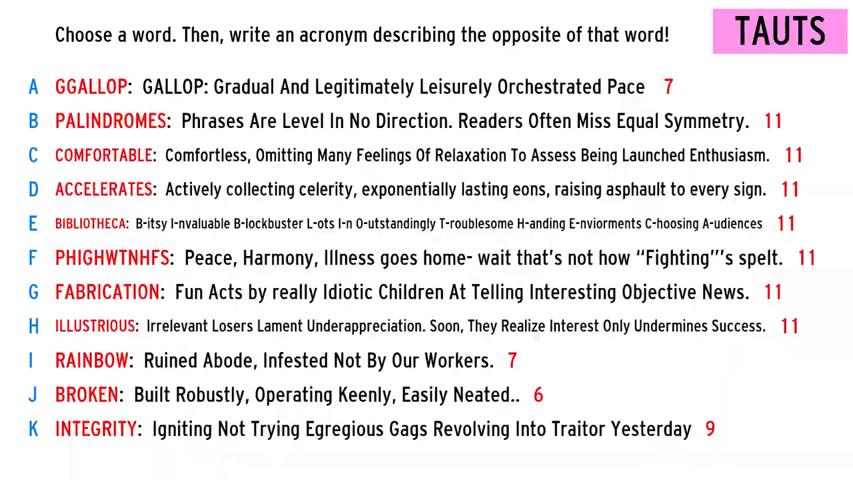 Choose a word. Then, write an acronym describing the opposite of that word!
TAUTS
A GGALLOP: GALLOP: Gradual And Legitimately Leisurely Orchestrated Pace 7
B PALINDROMES: Phrases Are Level In No Direction. Readers Often Miss Equal Symmetry. 11
C COMFORTABLE: Comfortless, Omitting Many Feelings Of Relaxation To Assess Being Launched Enthusiasm. 11
D ACCELERATES: Actively collecting celerity, exponentially lasting eons, raising asphault to every sign. 11
E BIBLIOTHECA: B-itsy I-nvaluable B-lockbuster L-ots I-n O-utstandingly T-roublesome H-anding E-nviorments C-hoosing A-udiences 11
F PHIGHWTNHFS: Peace, Harmony, Illness goes home- wait that's not how "Fighting"'s spelt. 11
G FABRICATION: Fun Acts by really Idiotic Children At Telling Interesting Objective News. 11
H ILLUSTRIOUS: Irrelevant Losers Lament Underappreciation. Soon, They Realize Interest Only Undermines Success. 11
I RAINBOW: Ruined Abode, Infested Not By Our Workers. 7
J BROKEN: Built Robustly, Operating Keenly, Easily Neated.. 6
K INTEGRITY: Igniting Not Trying Egregious Gags Revolving Into Traitor Yesterday 9